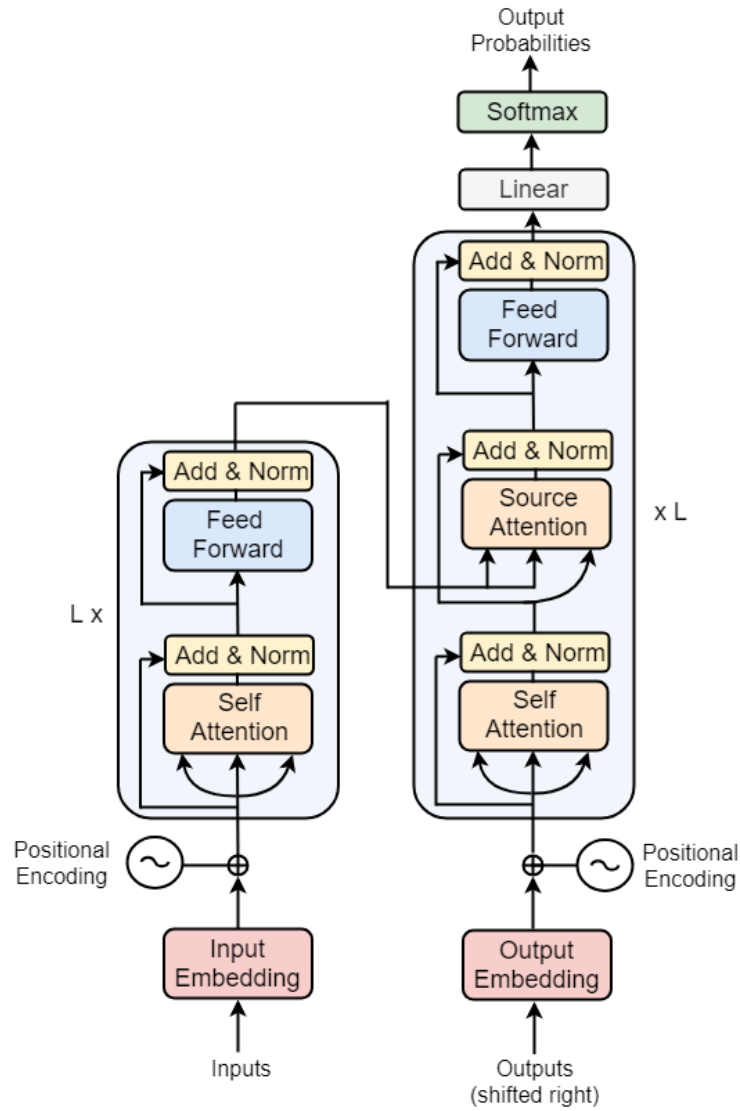 Output
Probabilities
Softmax
Linear
Add & Norm
Feed
Forward
Add & Norm
Source
Attention
x L
Add & Norm
Self
Attention
Positional
Encoding
Output
Embedding
Outputs
(shifted right)
Add & Norm
Feed
Forward
L x
Add & Norm
Self
Attention
Positional
Encoding
Input
Embedding
Inputs